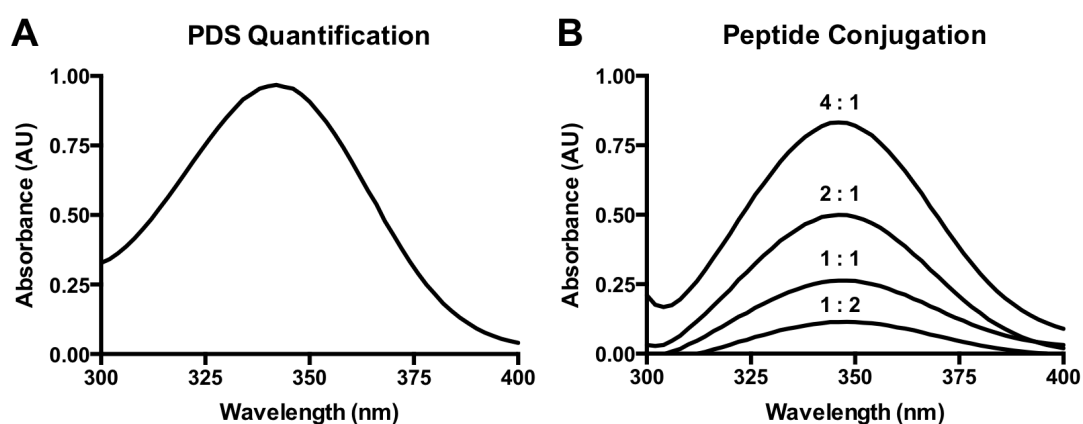 A
PDS Quantification
Absorbance (AU)
1.00
0.75
0.50
0.25
0.00
300 325 350 375 400
Wavelength (nm)
B
Peptide Conjugation
Absorbance (AU)
1.00
0.75
0.50
0.25
0.00
4 : 1
2 : 1
1 : 1
1 : 2
300 325 350 375 400
Wavelength (nm)